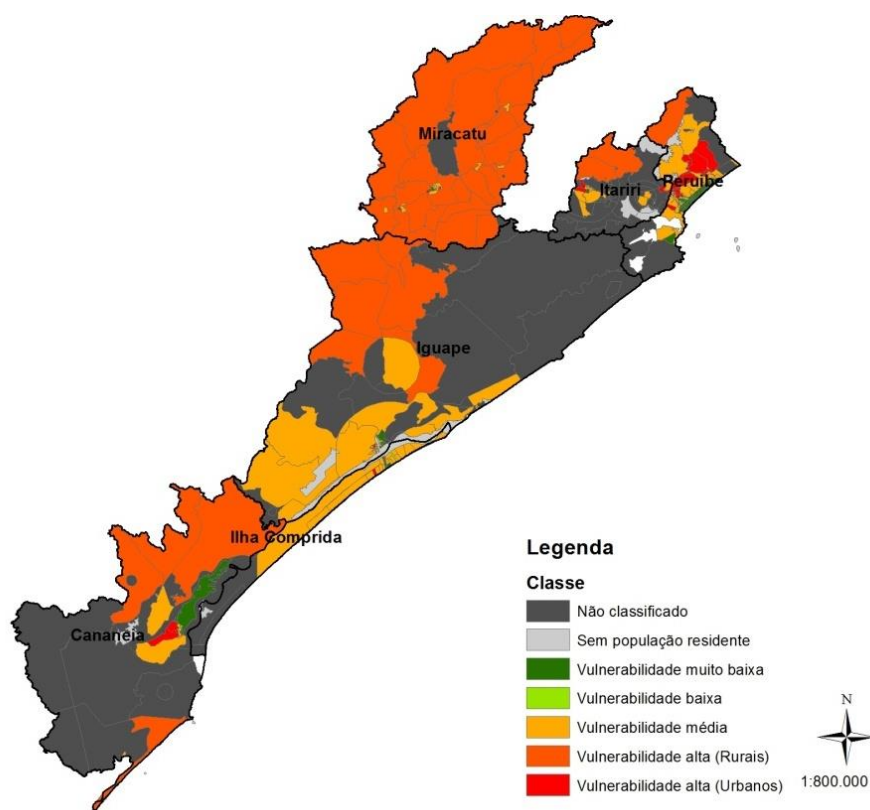 Miracatu
Itariri
Peruíbe
Iguape
Ilha Comprida
Cananeia
Legenda
Classe
Não classificado
Sem população residente
Vulnerabilidade muito baixa
Vulnerabilidade baixa
Vulnerabilidade média
Vulnerabilidade alta (Rurais)
Vulnerabilidade alta (Urbanos)
N
1:800.000